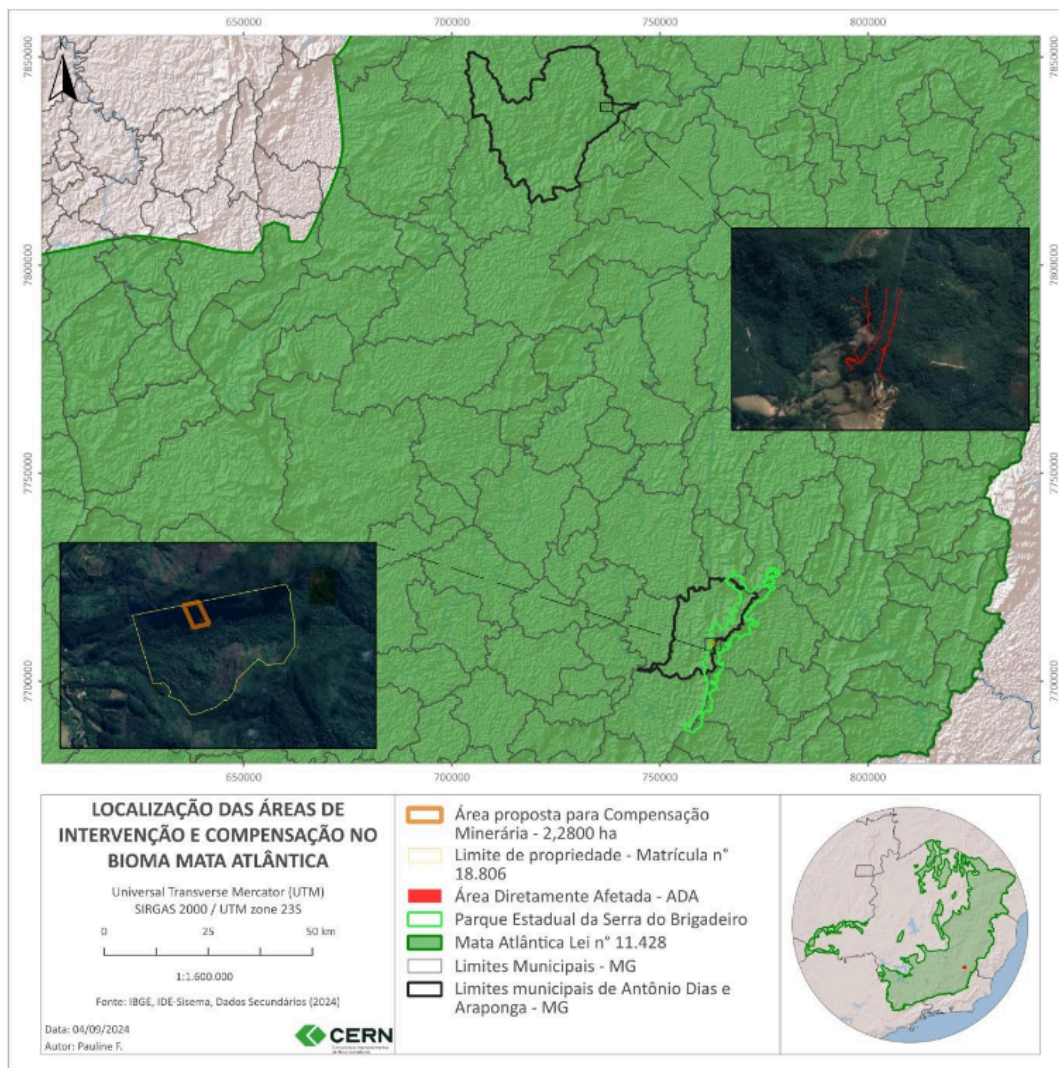 650000
700000
750000
800000
7850000
7850000
7800000
7800000
7750000
7750000
7700000
7700000
650000
700000
750000
800000
LOCALIZAÇÃO DAS ÁREAS DE
INTERVENÇÃO E COMPENSAÇÃO NO
BIOMA MATA ATLÂNTICA
Universal Transverse Mercator (UTM)
SIRGAS 2000 / UTM zone 23S
0 25 50 km
1:1.600.000
Fonte: IBGE, IDE-Sisema, Dados Secundários (2024)
Data: 04/09/2024
Autor: Pauline F.
CERN
Área proposta para Compensação
Minerária - 2,2800 ha
Limite de propriedade - Matrícula n°
18.806
Área Diretamente Afetada - ADA
Parque Estadual da Serra do Brigadeiro
Mata Atlântica Lei n° 11.428
Limites Municipais - MG
Limites municipais de Antônio Dias e
Araponga - MG